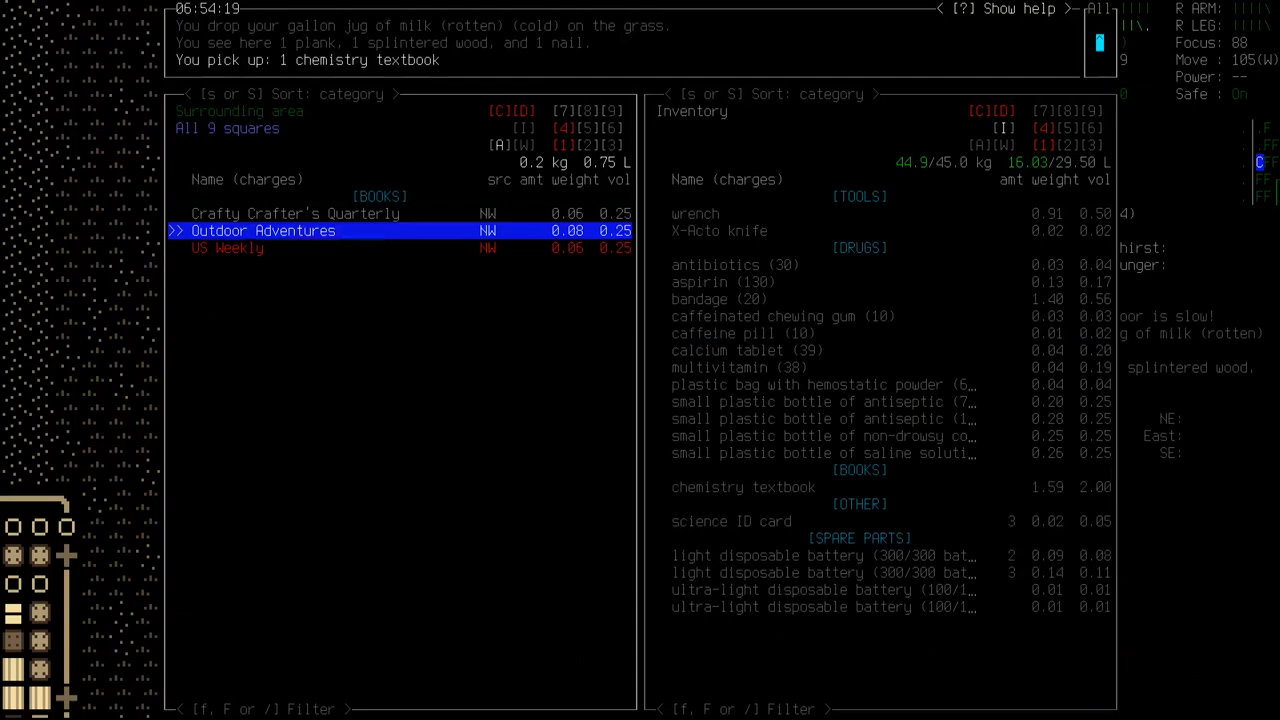 06:54:19
< [?] Show help >
All
You drop your gallon jug of milk (rotten) (cold) on the grass.
You see here 1 plank, 1 splintered wood, and 1 nail.
You pick up: 1 chemistry textbook
R ARM:
R LEG:
Focus: 88
9 Move : 105(W)
Power: --
0 Safe : On
< [s or S] Sort: category >
Surrounding area [C][D] [7][8][9]
All 9 squares [I] [4][5][6]
[A][W] [1][2][3]
0.2 kg 0.75 L
Name (charges) src amt weight vol
[BOOKS]
Crafty Crafter's Quarterly NW 0.06 0.25
>> Outdoor Adventures NW 0.08 0.25
US Weekly NW 0.06 0.25
< [f, F or /] Filter >
< [s or S] Sort: category >
Inventory [C][D] [7][8][9]
[I] [4][5][6]
[A][W] [1][2][3]
44.9/45.0 kg 16.03/29.50 L
Name (charges) amt weight vol
[TOOLS]
wrench 0.91 0.50
X-Acto knife 0.02 0.02
[DRUGS]
antibiotics (30) 0.03 0.04
aspirin (130) 0.13 0.17
bandage (20) 1.40 0.56
caffeinated chewing gum (10) 0.03 0.03
caffeine pill (10) 0.01 0.02
calcium tablet (39) 0.04 0.20
multivitamin (38) 0.04 0.19
plastic bag with hemostatic powder (6… 0.04 0.04
small plastic bottle of antiseptic (7… 0.20 0.25
small plastic bottle of antiseptic (1… 0.28 0.25
small plastic bottle of non-drowsy co… 0.25 0.25
small plastic bottle of saline soluti… 0.26 0.25
[BOOKS]
chemistry textbook 1.59 2.00
[OTHER]
science ID card 3 0.02 0.05
[SPARE PARTS]
light disposable battery (300/300 bat… 2 0.09 0.08
light disposable battery (300/300 bat… 3 0.14 0.11
ultra-light disposable battery (100/1… 0.01 0.01
ultra-light disposable battery (100/1… 0.01 0.01
< [f, F or /] Filter >
.F
.FF
C FF
FF
FF
4)
hirst:
unger:
oor is slow!
g of milk (rotten)
splintered wood,
NE:
East:
SE: